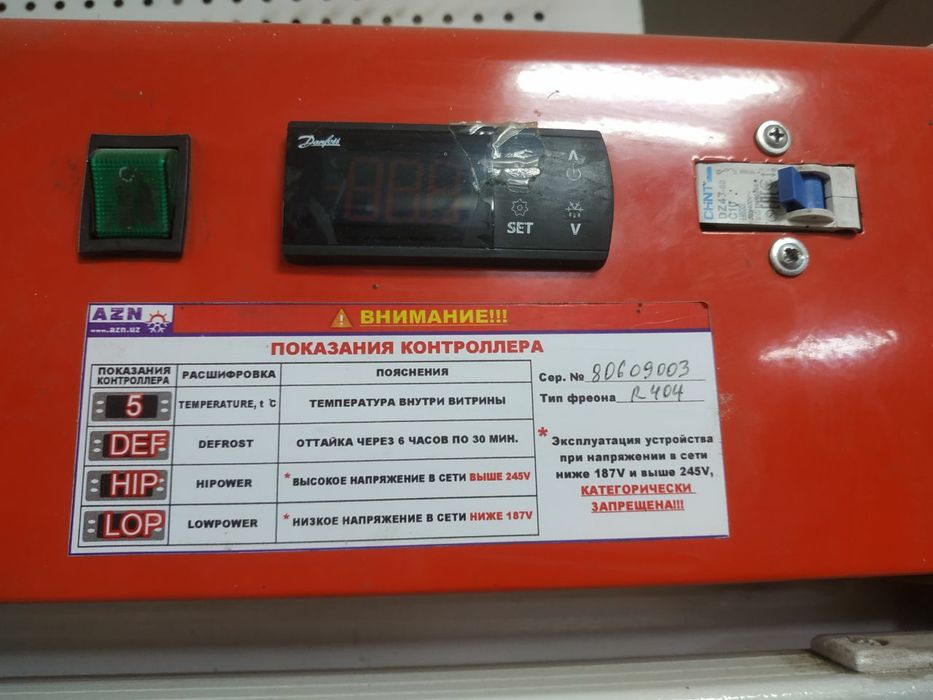 Danfoss
SET
CHNT
DZ47-60
C10
AZN
www.azn.uz
ВНИМАНИЕ!!!
ПОКАЗАНИЯ КОНТРОЛЛЕРА
ПОКАЗАНИЯ КОНТРОЛЛЕРА РАСШИФРОВКА ПОЯСНЕНИЯ
5 TEMPERATURE, t °C ТЕМПЕРАТУРА ВНУТРИ ВИТРИНЫ
DEF DEFROST ОТТАЙКА ЧЕРЕЗ 6 ЧАСОВ ПО 30 МИН.
HIP HIPOWER * ВЫСОКОЕ НАПРЯЖЕНИЕ В СЕТИ ВЫШЕ 245V
LOP LOWPOWER * НИЗКОЕ НАПРЯЖЕНИЕ В СЕТИ НИЖЕ 187V
Сер. № 80609003
Тип фреона R404
* Эксплуатация устройства
при напряжении в сети
ниже 187V и выше 245V,
КАТЕГОРИЧЕСКИ
ЗАПРЕЩЕНА!!!